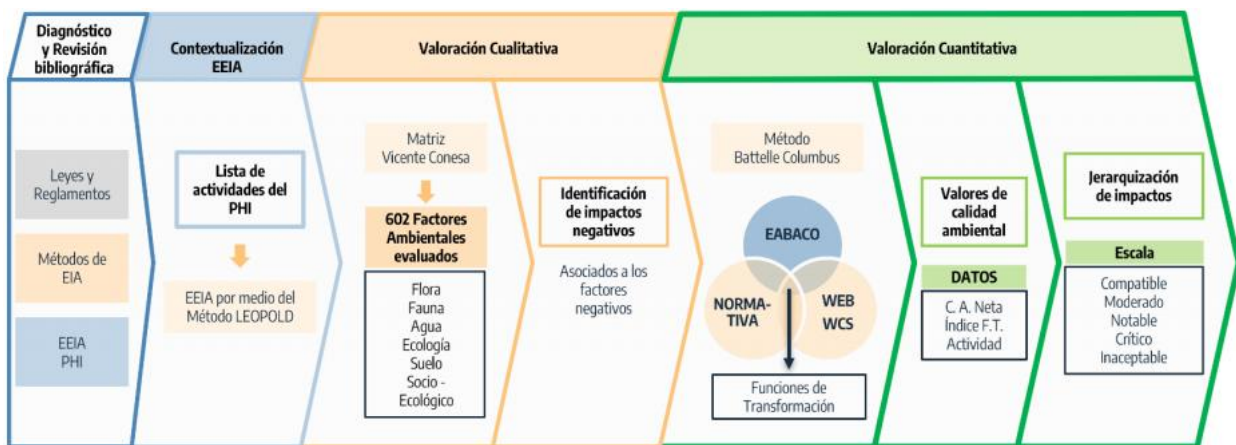 Diagnóstico
y Revisión
bibliográfica
Leyes y
Reglamentos
Métodos de
EIA
EEIA
PHI
Contextualización
EEIA
Lista de
actividades del
PHI
EEIA por medio del
Método LEOPOLD
Valoración Cualitativa
Matriz
Vicente Conesa
602 Factores
Ambientales
evaluados
Flora
Fauna
Agua
Ecología
Suelo
Socio -
Ecológico
Identificación
de impactos
negativos
Asociados a los
factores
negativos
Valoración Cuantitativa
Método
Battelle Columbus
EABACO
NORMA-
TIVA
WEB
WCS
Funciones de
Transformación
Valores de
calidad
ambiental
DATOS
C. A. Neta
Índice F.T.
Actividad
Jerarquización
de impactos
Escala
Compatible
Moderado
Notable
Crítico
Inaceptable